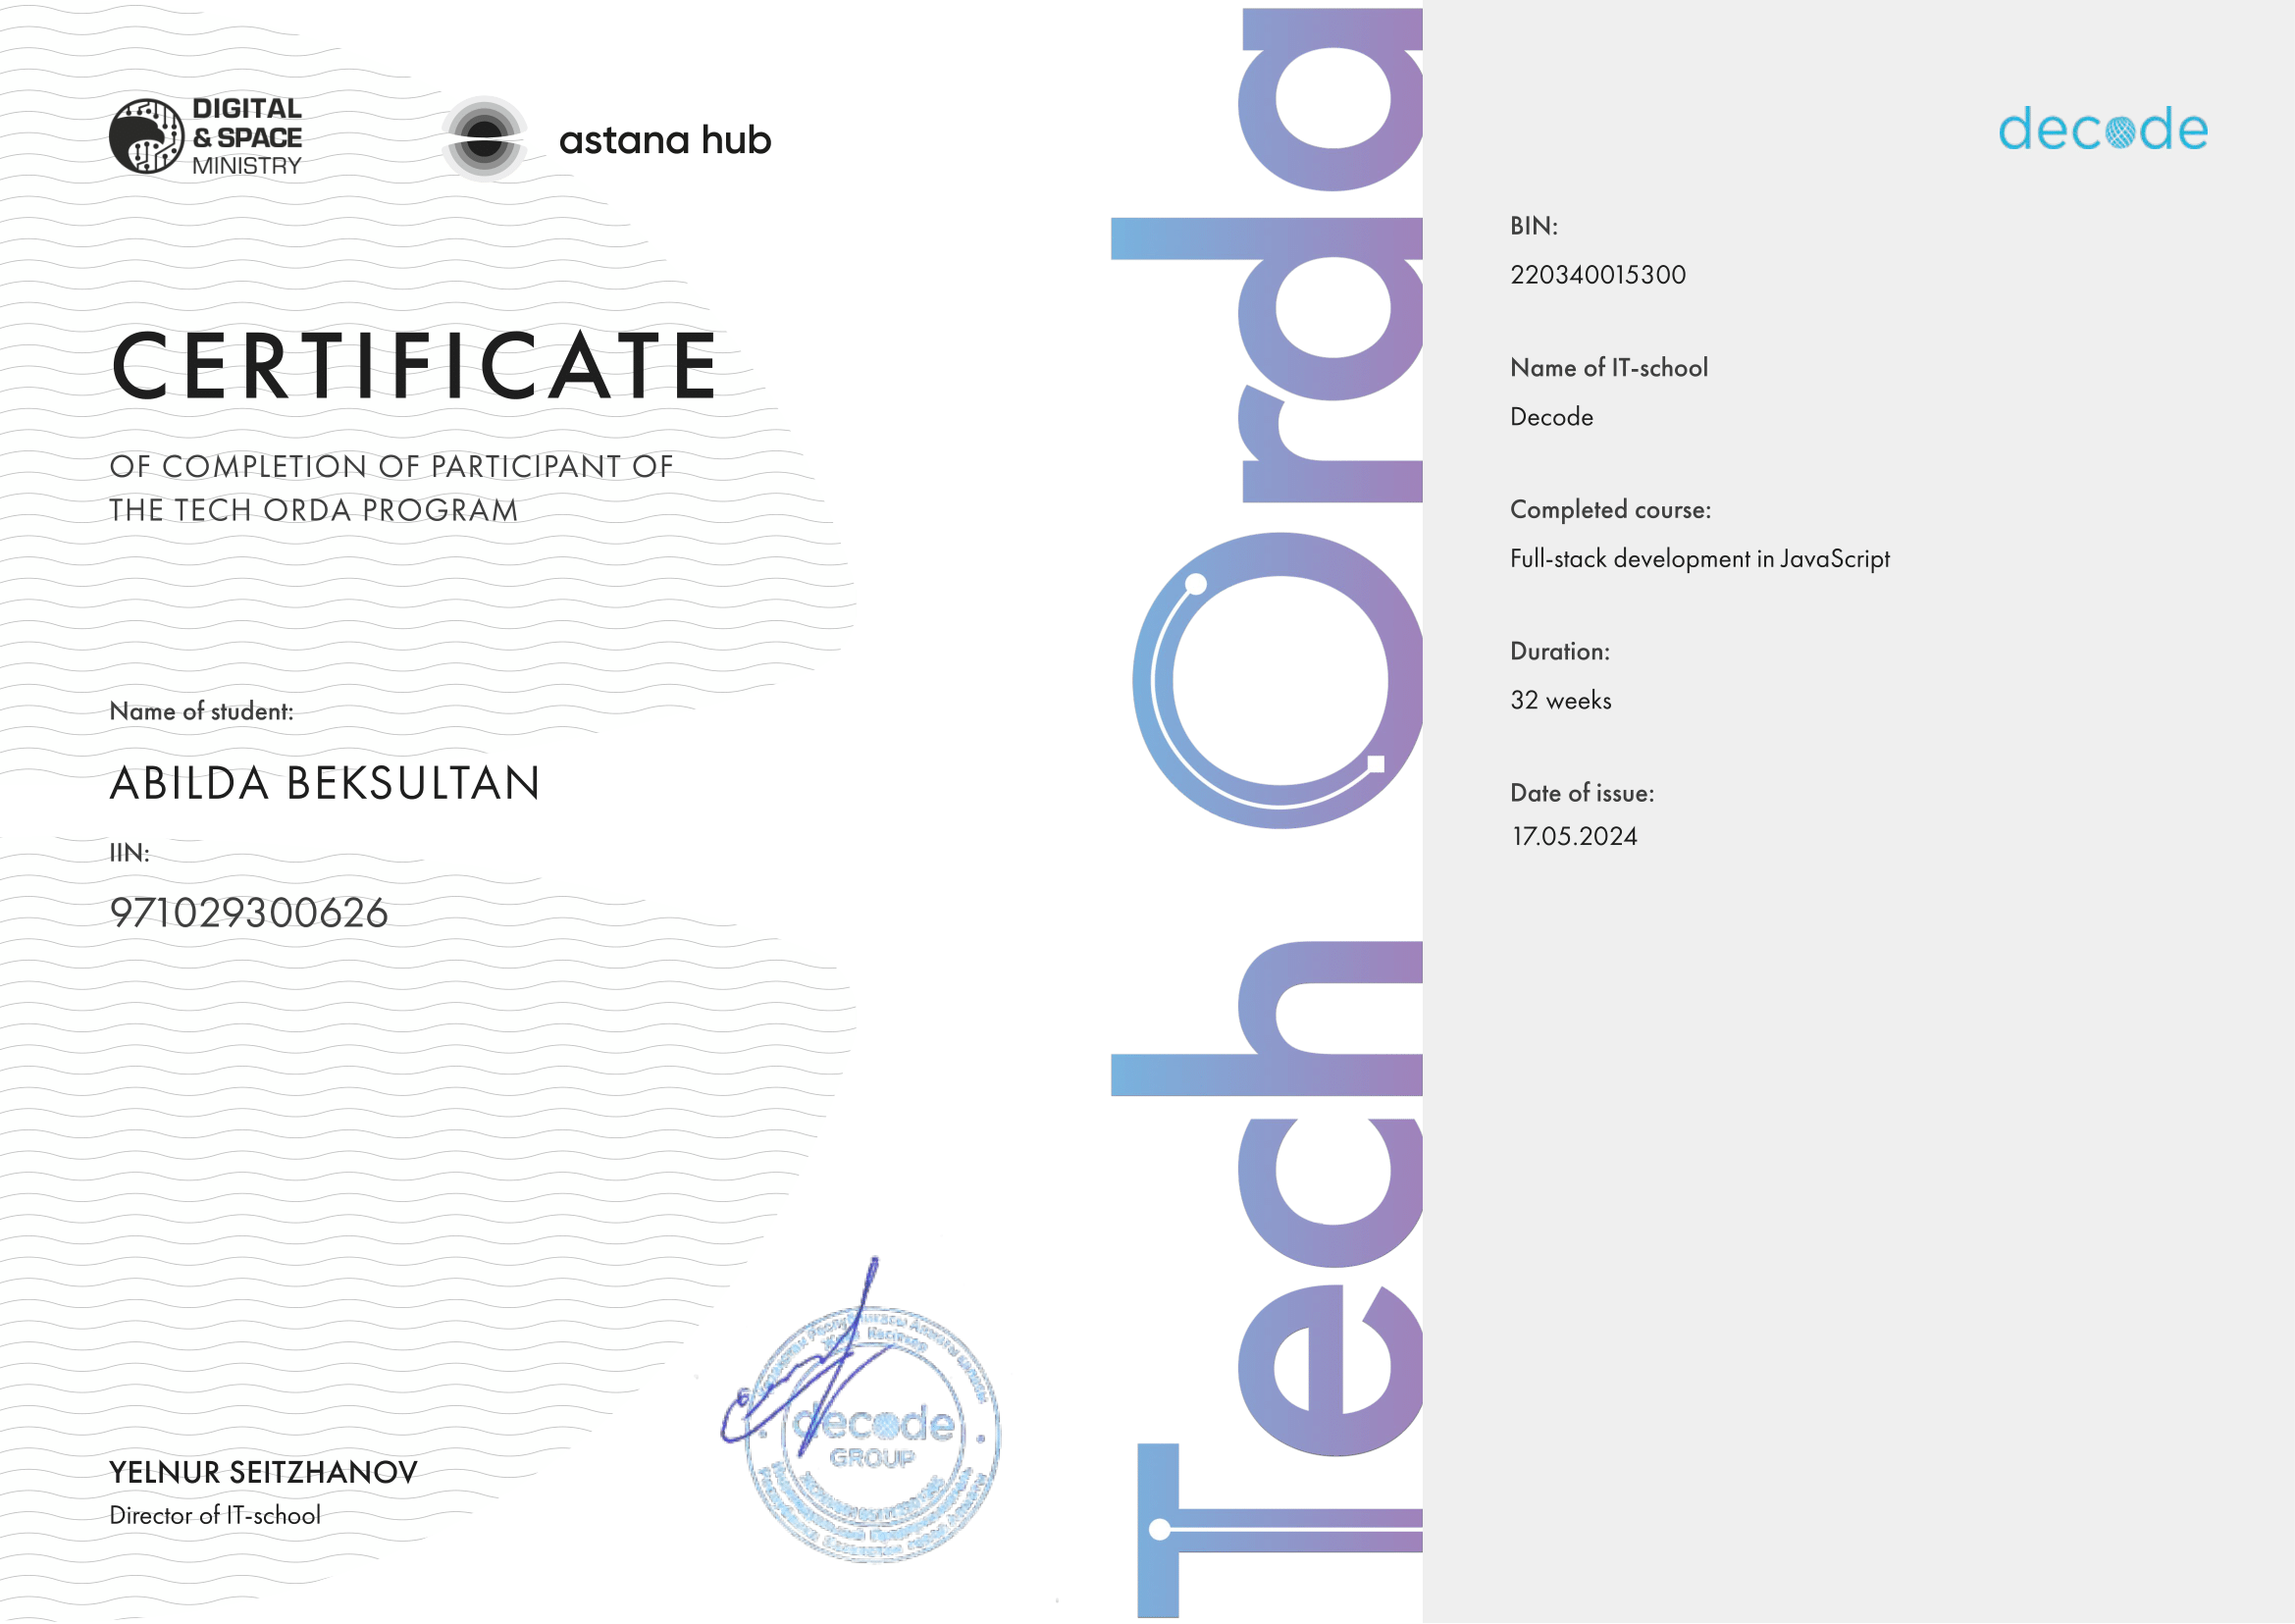 DIGITAL
& SPACE
MINISTRY
astana hub
CERTIFICATE
OF COMPLETION OF PARTICIPANT OF
THE TECH ORDA PROGRAM
Name of student:
ABILDA BEKSULTAN
IIN:
971029300626
YELNUR SEITZHANOV
Director of IT-school
decode
GROUP
Tech Orda
decode
BIN:
220340015300
Name of IT-school
Decode
Completed course:
Full-stack development in JavaScript
Duration:
32 weeks
Date of issue:
17.05.2024